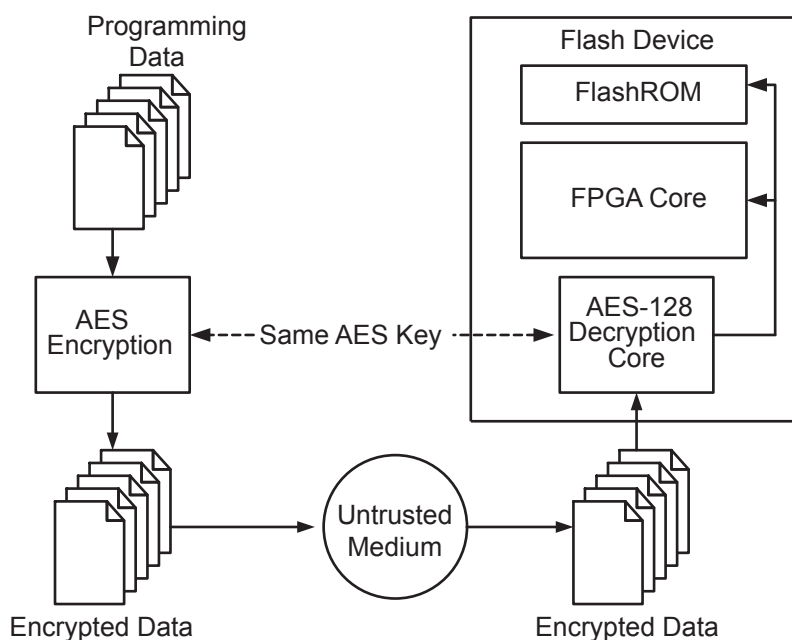 Programming
Data
Flash Device
FlashROM
FPGA Core
AES
Encryption
Same AES Key
AES-128
Decryption
Core
Untrusted
Medium
Encrypted Data
Encrypted Data